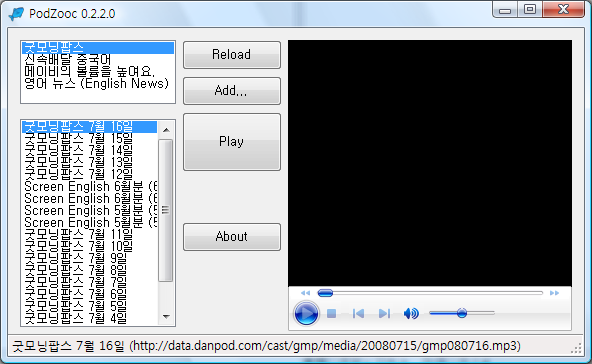 PodZooc 0.2.2.0
굿모닝팝스
신속배달 중국어
메이비의 볼륨을 높여요.
영어 뉴스 (English News)
Reload
Add...
Play
About
굿모닝팝스 7월 16일
굿모닝팝스 7월 15일
굿모닝팝스 7월 14일
굿모닝팝스 7월 13일
굿모닝팝스 7월 12일
Screen English 6월분 (6
Screen English 6월분 (6
Screen English 5월분 (5
Screen English 5월분 (5
굿모닝팝스 7월 11일
굿모닝팝스 7월 10일
굿모닝팝스 7월 9일
굿모닝팝스 7월 8일
굿모닝팝스 7월 7일
굿모닝팝스 7월 6일
굿모닝팝스 7월 5일
굿모닝팝스 7월 4일
굿모닝팝스 7월 16일 (http://data.danpod.com/cast/gmp/media/20080715/gmp080716.mp3)